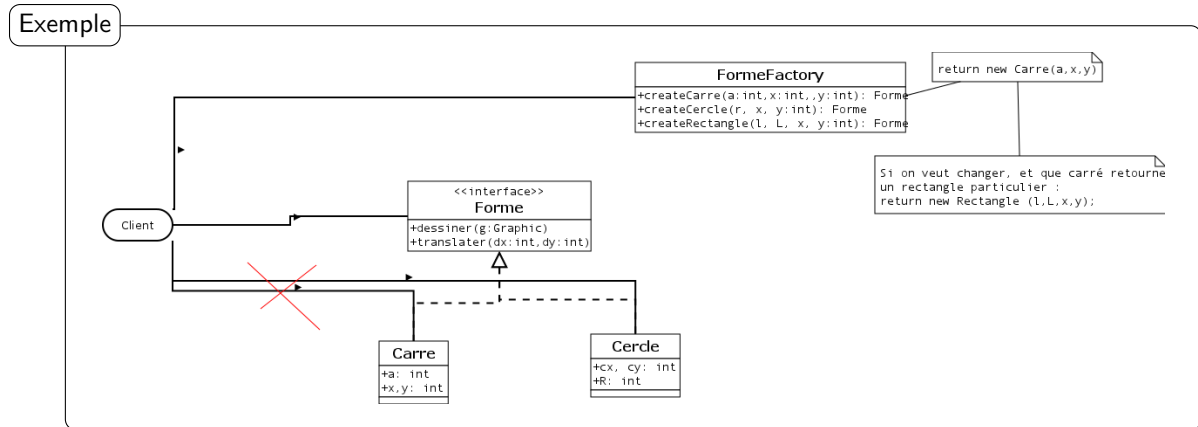 Exemple
FormeFactory
+createCarre(a:int,x:int,,y:int): Forme
+createCercle(r, x, y:int): Forme
+createRectangle(l, L, x, y:int): Forme
return new Carre(a,x,y)
Si on veut changer, et que carré retourne
un rectangle particulier :
return new Rectangle (l,L,x,y);
<<interface>>
Forme
+dessiner(g:Graphic)
+translater(dx:int,dy:int)
Client
Carre
+a: int
+x,y: int
Cercle
+cx, cy: int
+R: int